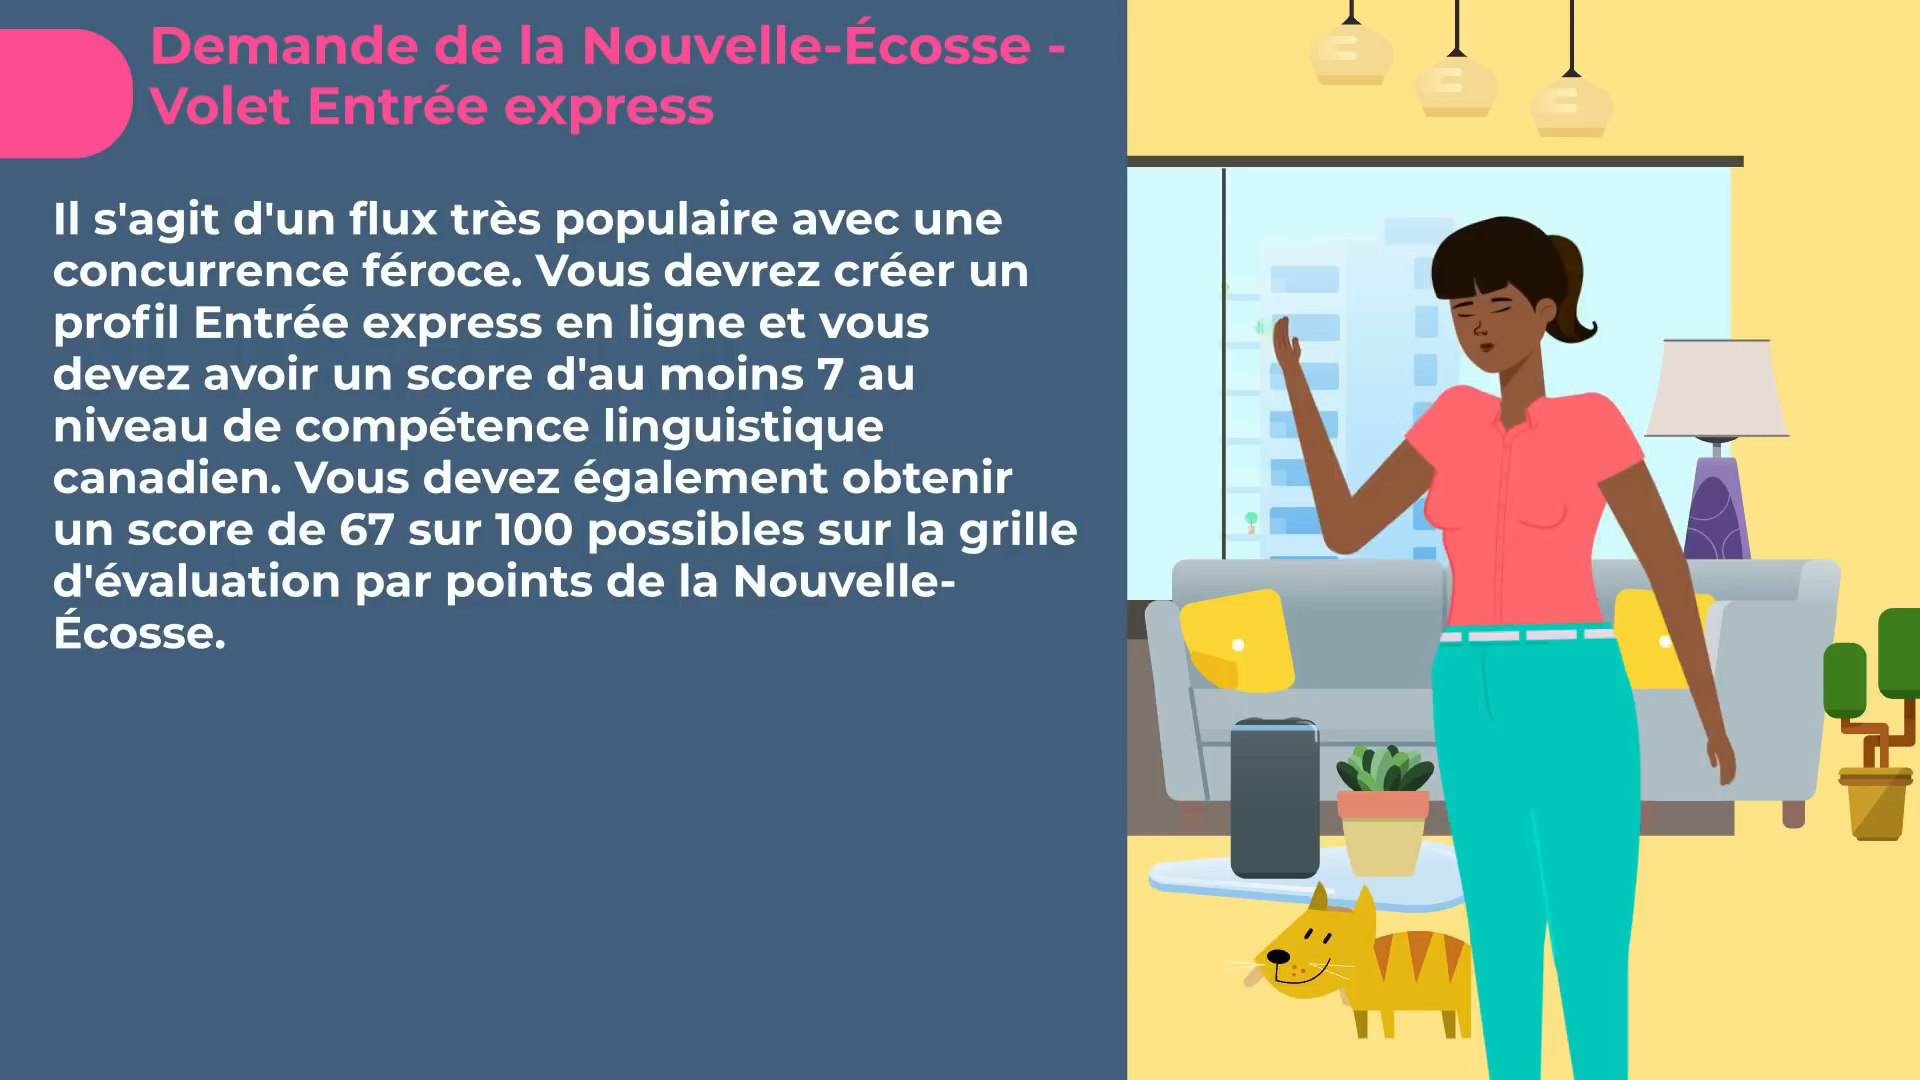 Demande de la Nouvelle-Écosse -
Volet Entrée express
Il s'agit d'un flux très populaire avec une
concurrence féroce. Vous devrez créer un
profil Entrée express en ligne et vous
devez avoir un score d'au moins 7 au
niveau de compétence linguistique
canadien. Vous devez également obtenir
un score de 67 sur 100 possibles sur la grille
d'évaluation par points de la Nouvelle-
Écosse.